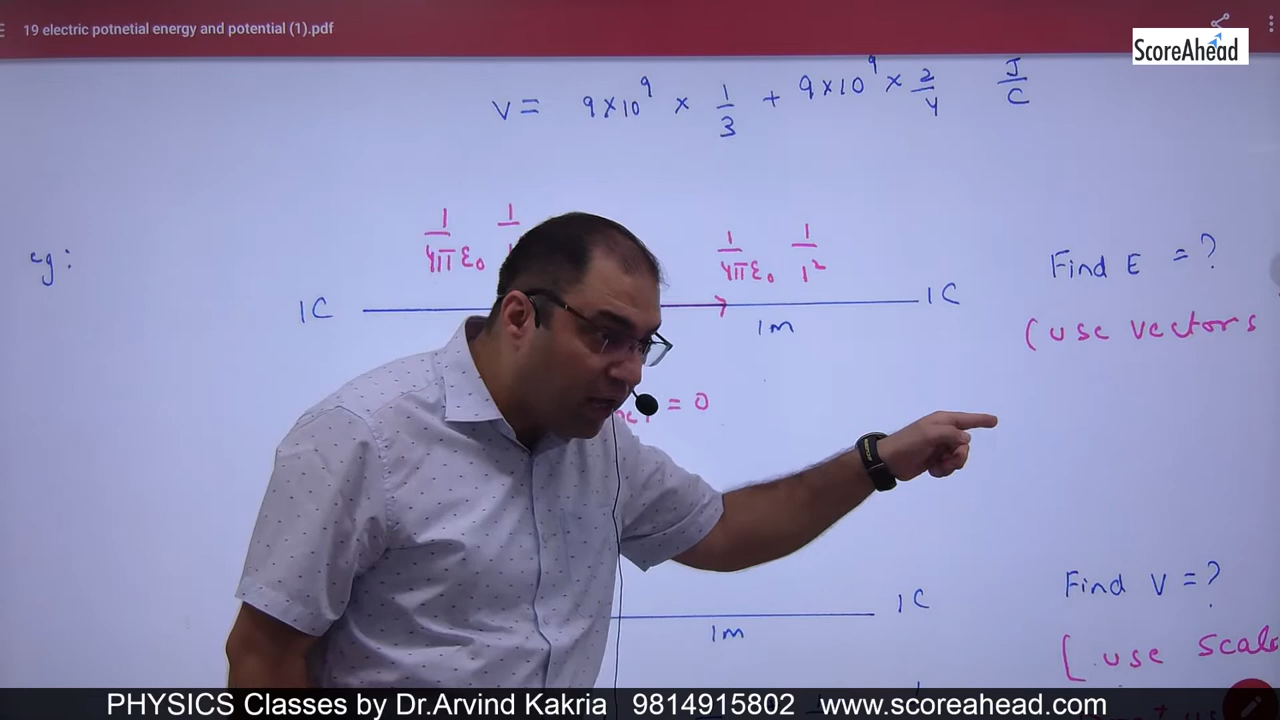 19 electric potnetial energy and potential (1).pdf
ScoreAhead
V = 9×10⁹ × 1/3 + 9×10⁹ × 2/4 J/C
eg:
1/4πε₀ 1/
1/4πε₀ 1/1²
Find E = ?
1C 1C
1m
(use vectors
= 0
Find V = ?
1C
1m
[use
PHYSICS Classes by Dr.Arvind Kakria 9814915802 www.scoreahead.com